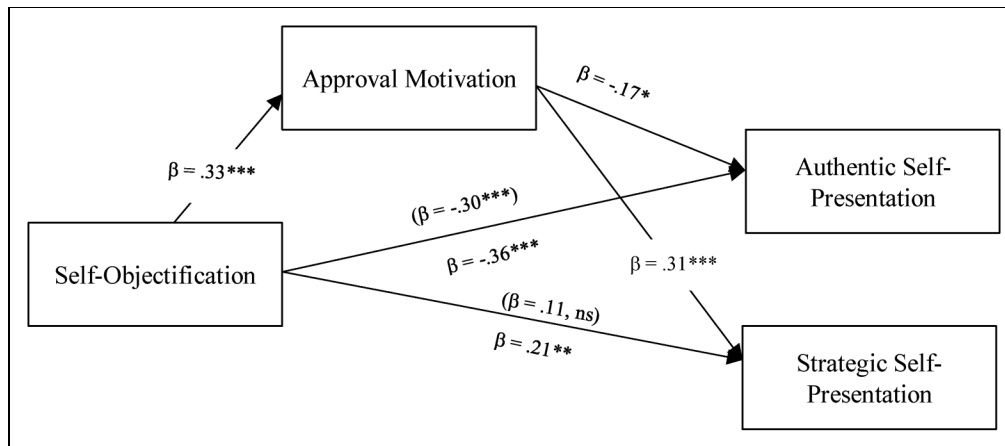 Approval Motivation
β = -.17*
Authentic Self-
Presentation
β = .33***
(β = -.30***)
β = -.36***
β = .31***
Self-Objectification
(β = .11, ns)
β = .21**
Strategic Self-
Presentation